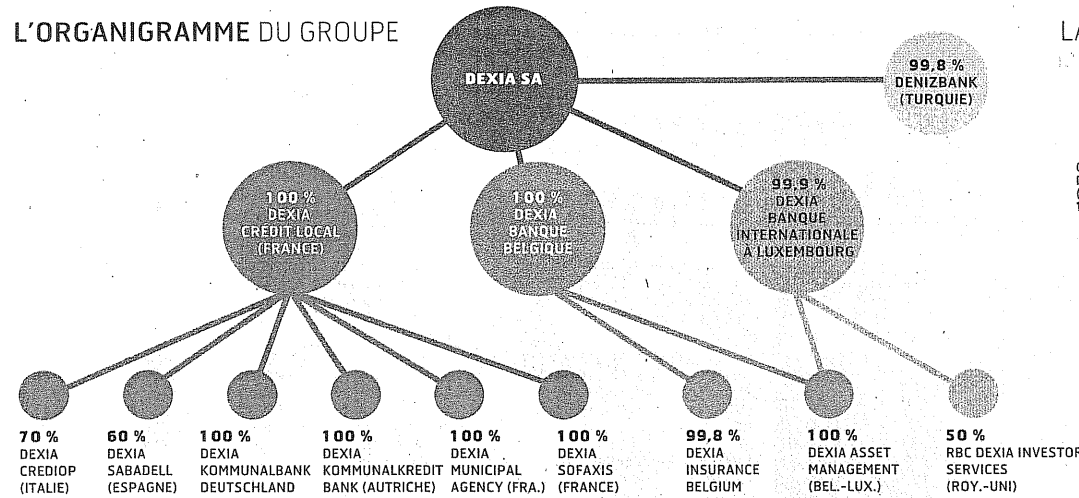 L'ORGANIGRAMME DU GROUPE
LA
DEXIA SA
99,8 %
DENIZBANK
(TURQUIE)
100 %
DEXIA
CREDIT LOCAL
(FRANCE)
100 %
DEXIA
BANQUE
BELGIQUE
99.9 %
DEXIA
BANQUE
INTERNATIONALE
À LUXEMBOURG
70 %
DEXIA
CREDIOP
(ITALIE)
60 %
DEXIA
SABADELL
(ESPAGNE)
100 %
DEXIA
KOMMUNALBANK
DEUTSCHLAND
100 %
DEXIA
KOMMUNALKREDIT
BANK (AUTRICHE)
100 %
DEXIA
MUNICIPAL
AGENCY (FRA.)
100 %
DEXIA
SOFAXIS
(FRANCE)
99,8 %
DEXIA
INSURANCE
BELGIUM
100 %
DEXIA ASSET
MANAGEMENT
(BEL.-LUX.)
50 %
RBC DEXIA INVESTOR
SERVICES
(ROY.-UNI)